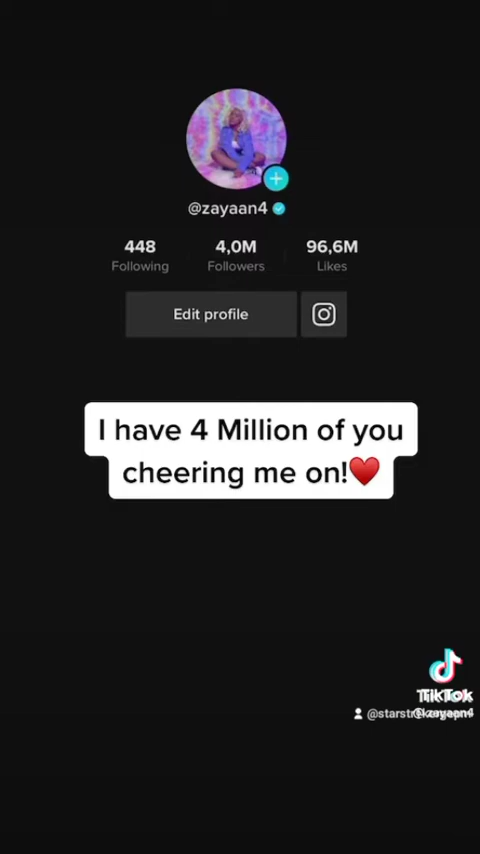 @zayaan4
448 4,0M 96,6M
Following Followers Likes
Edit profile
I have 4 Million of you
cheering me on!♥️
TikTok
@zayaan4